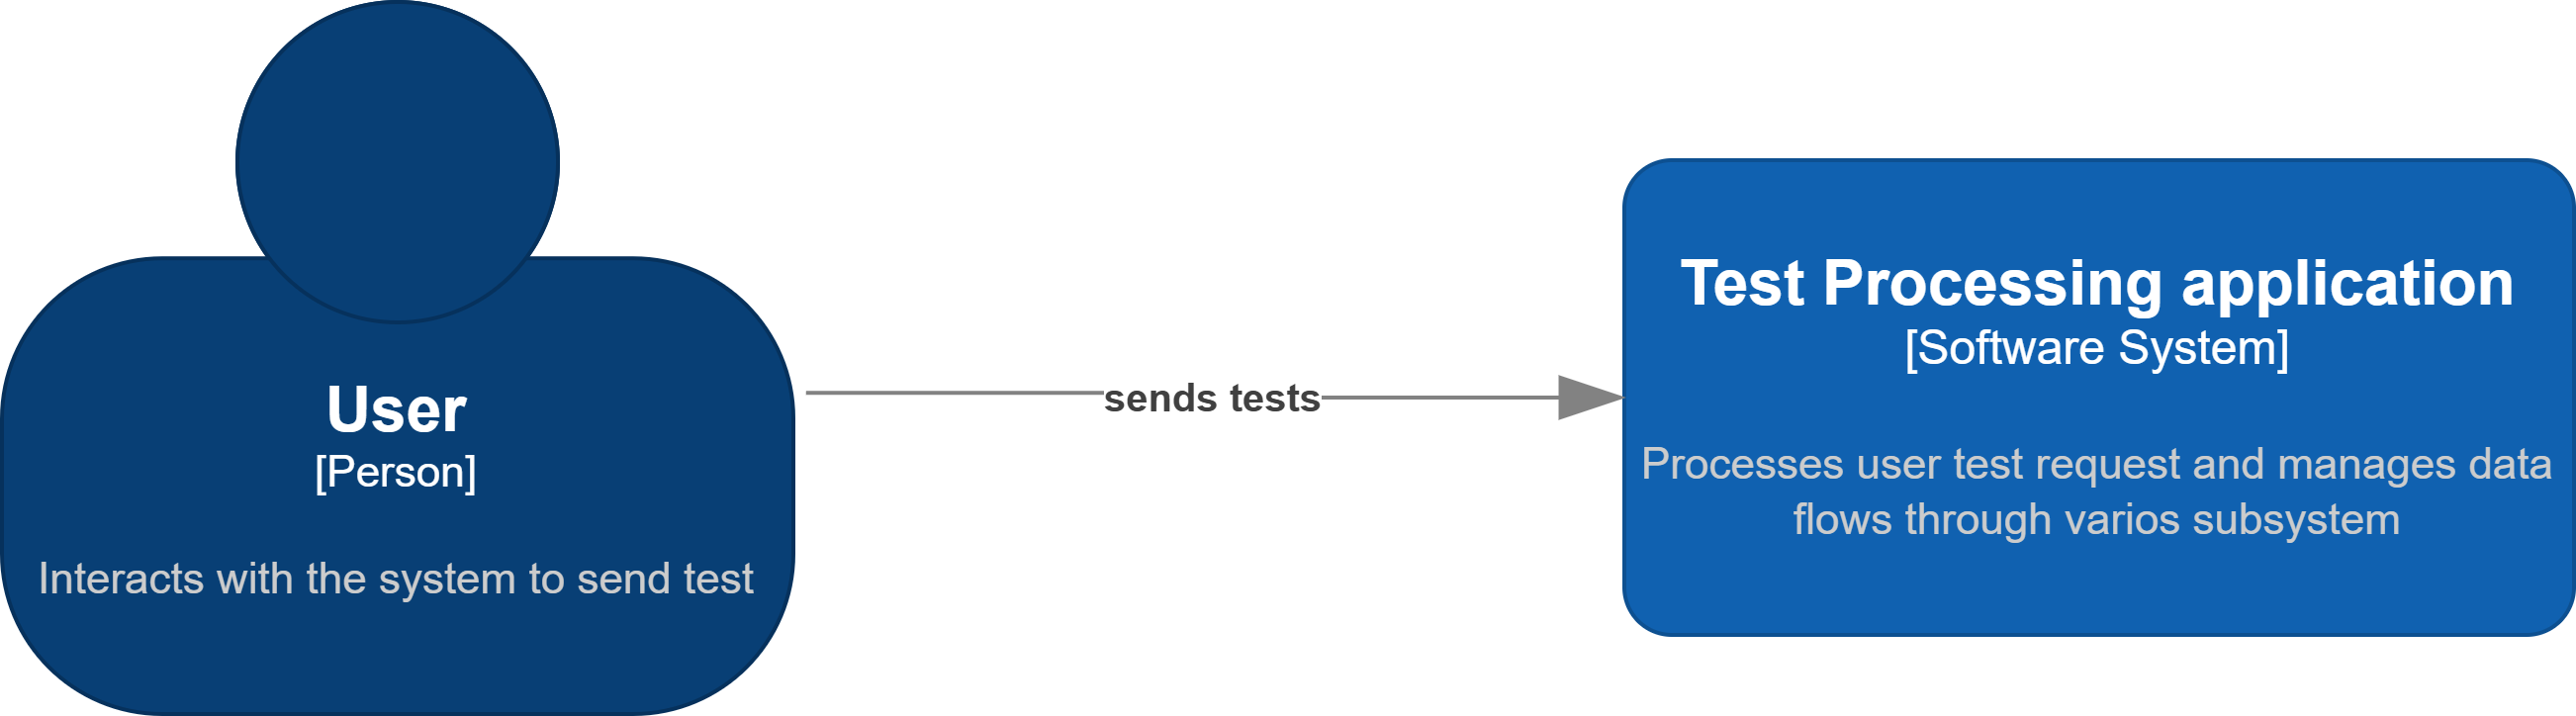 User
[Person]
Interacts with the system to send test
sends tests
Test Processing application
[Software System]
Processes user test request and manages data
flows through varios subsystem